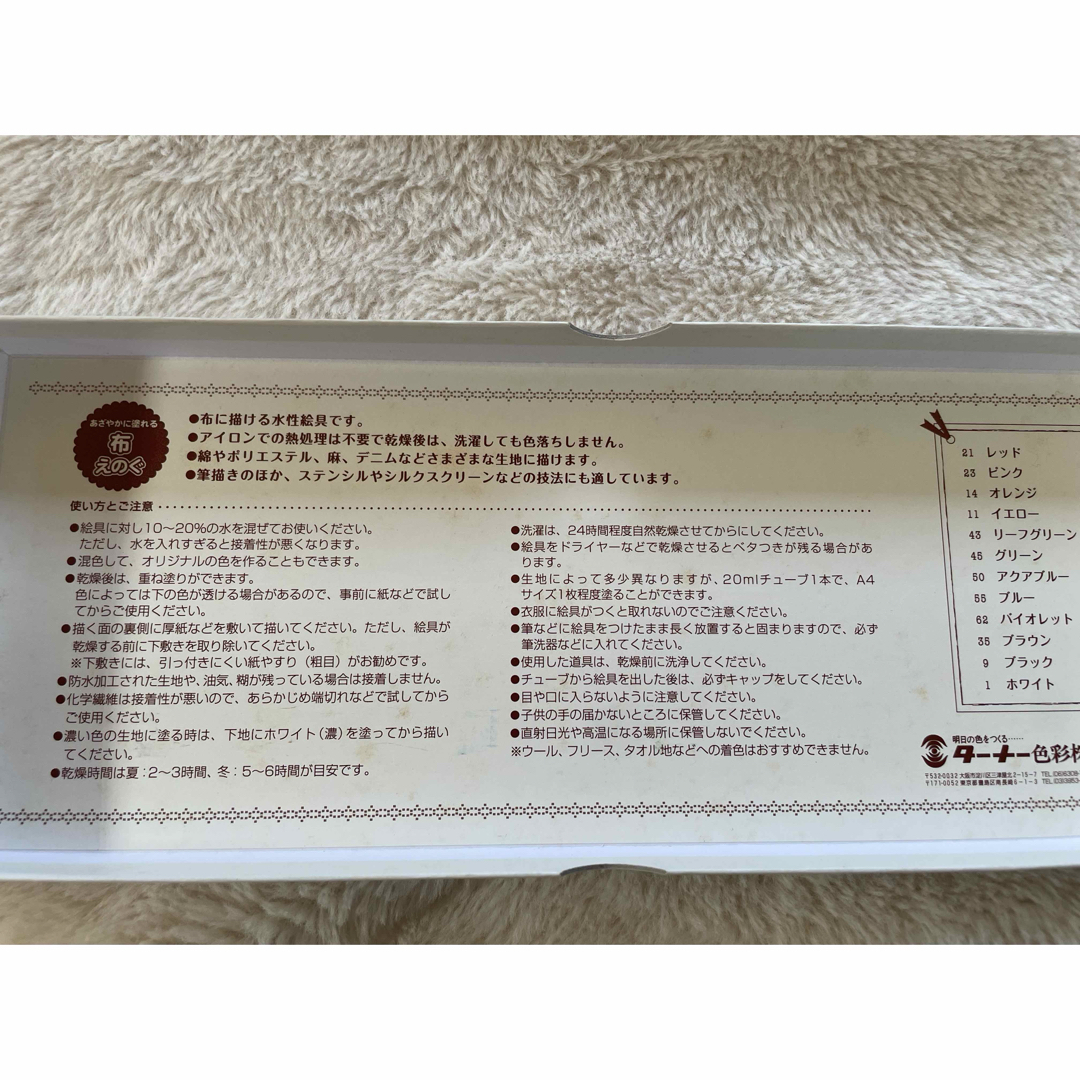 あざやかに塗れる
布
えのぐ
●布に描ける水性絵具です。
●アイロンでの熱処理は不要で乾燥後は、洗濯しても色落ちしません。
●綿やポリエステル、麻、デニムなどさまざまな生地に描けます。
●筆描きのほか、ステンシルやシルクスクリーンなどの技法にも適しています。
使い方とご注意
●絵具に対し10〜20%の水を混ぜてお使いください。
ただし、水を入れすぎると接着性が悪くなります。
●混色して、オリジナルの色を作ることもできます。
●乾燥後は、重ね塗りができます。
色によっては下の色が透ける場合があるので、事前に紙などで試し
てからご使用ください。
●描く面の裏側に厚紙などを敷いて描いてください。ただし、絵具が
乾燥する前に下敷きを取り除いてください。
※下敷きには、引っ付きにくい紙やすり（粗目）がお勧めです。
●防水加工された生地や、油気、糊が残っている場合は接着しません。
●化学繊維は接着性が悪いので、あらかじめ端切れなどで試してから
ご使用ください。
●濃い色の生地に塗る時は、下地にホワイト（濃）を塗ってから描い
てください。
●乾燥時間は夏：2〜3時間、冬：5〜6時間が目安です。
●洗濯は、24時間程度自然乾燥させてからにしてください。
●絵具をドライヤーなどで乾燥させるとベタつきが残る場合があ
ります。
●生地によって多少異なりますが、20mlチューブ1本で、A4
サイズ1枚程度塗ることができます。
●衣服に絵具がつくと取れないのでご注意ください。
●筆などに絵具をつけたまま長く放置すると固まりますので、必ず
筆洗器などに入れてください。
●使用した道具は、乾燥前に洗浄してください。
●チューブから絵具を出した後は、必ずキャップをしてください。
●目や口に入らないように注意してください。
●子供の手の届かないところに保管してください。
●直射日光や高温になる場所に保管しないでください。
※ウール、フリース、タオル地などへの着色はおすすめできません。
21 レッド
23 ピンク
14 オレンジ
11 イエロー
43 リーフグリーン
45 グリーン
50 アクアブルー
55 ブルー
62 バイオレット
35 ブラウン
9 ブラック
1 ホワイト
明日の色をつくる……
ターナー色彩株
〒532-0032 大阪市淀川区三津屋北2-15-7 TEL(06)6308-
〒171-0052 東京都豊島区南長崎6-1-3 TEL(03)3953-